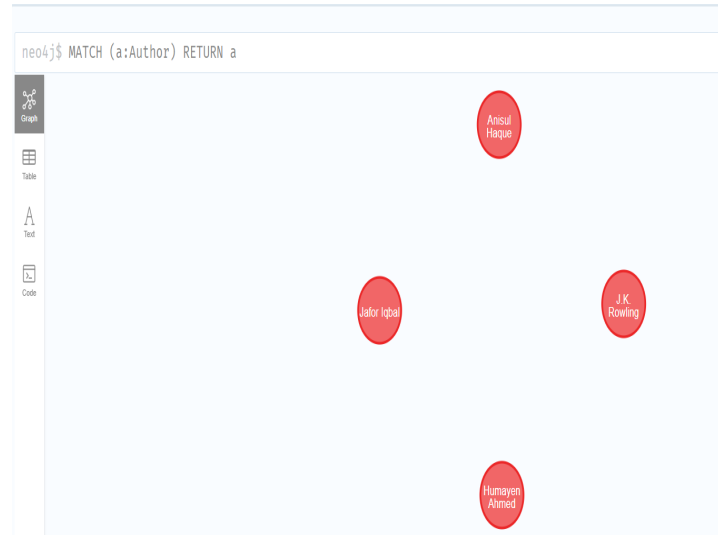 neo4j$ MATCH (a:Author) RETURN a
Graph
Table
A
Text
Code
Anisul
Haque
Jafor Iqbal
J.K.
Rowling
Humayen
Ahmed